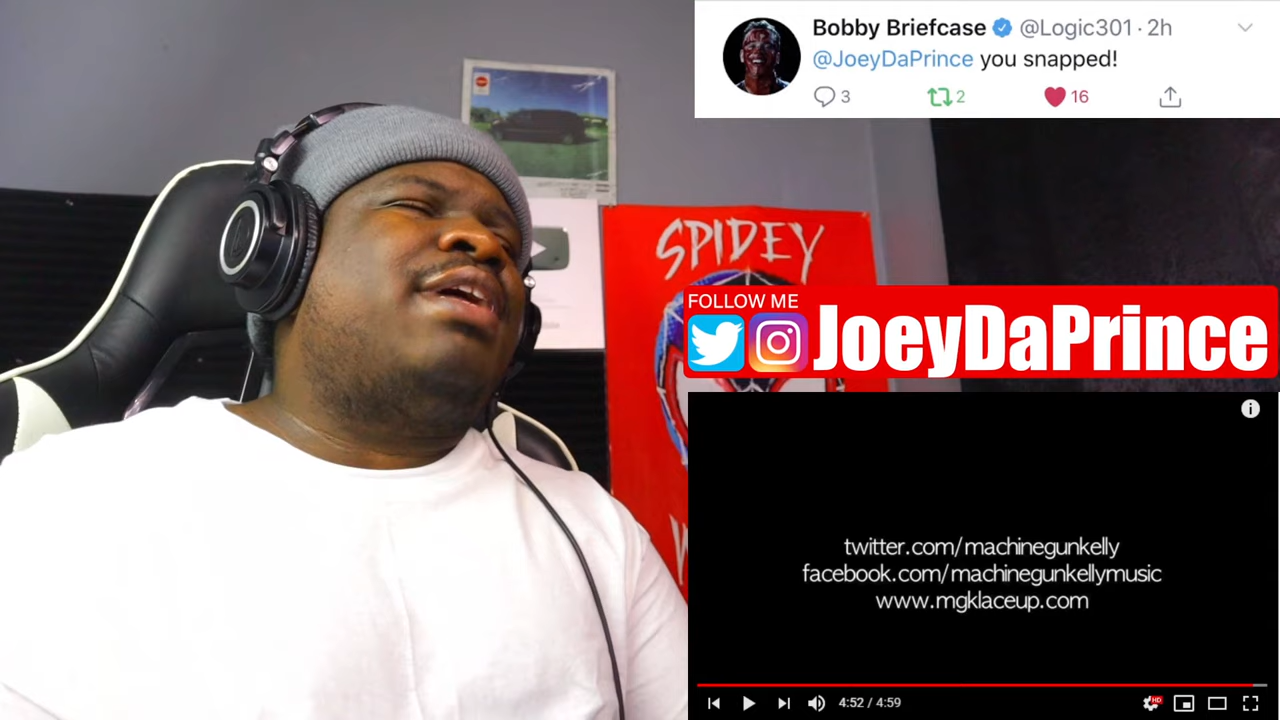 Bobby Briefcase @Logic301 · 2h
@JoeyDaPrince you snapped!
3 2 16
SPIDEY
FOLLOW ME
JoeyDaPrince
twitter.com/machinegunkelly
facebook.com/machinegunkellymusic
www.mgklaceup.com
4:52 / 4:59
HD